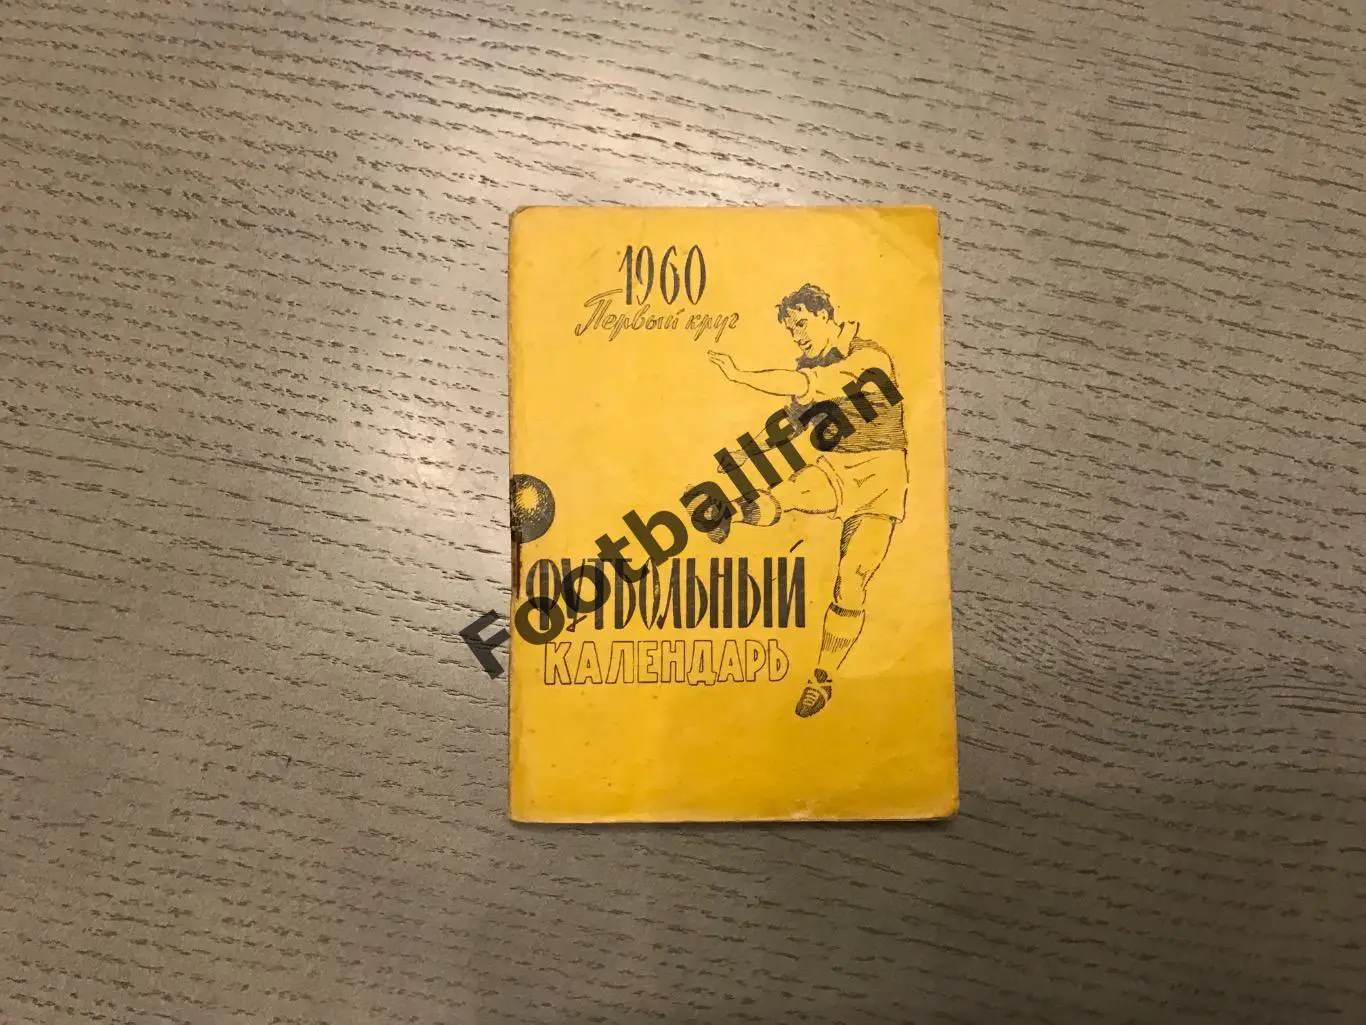 1960
Первый круг
Footballfan
ФУТБОЛЬНЫЙ
КАЛЕНДАРЬ